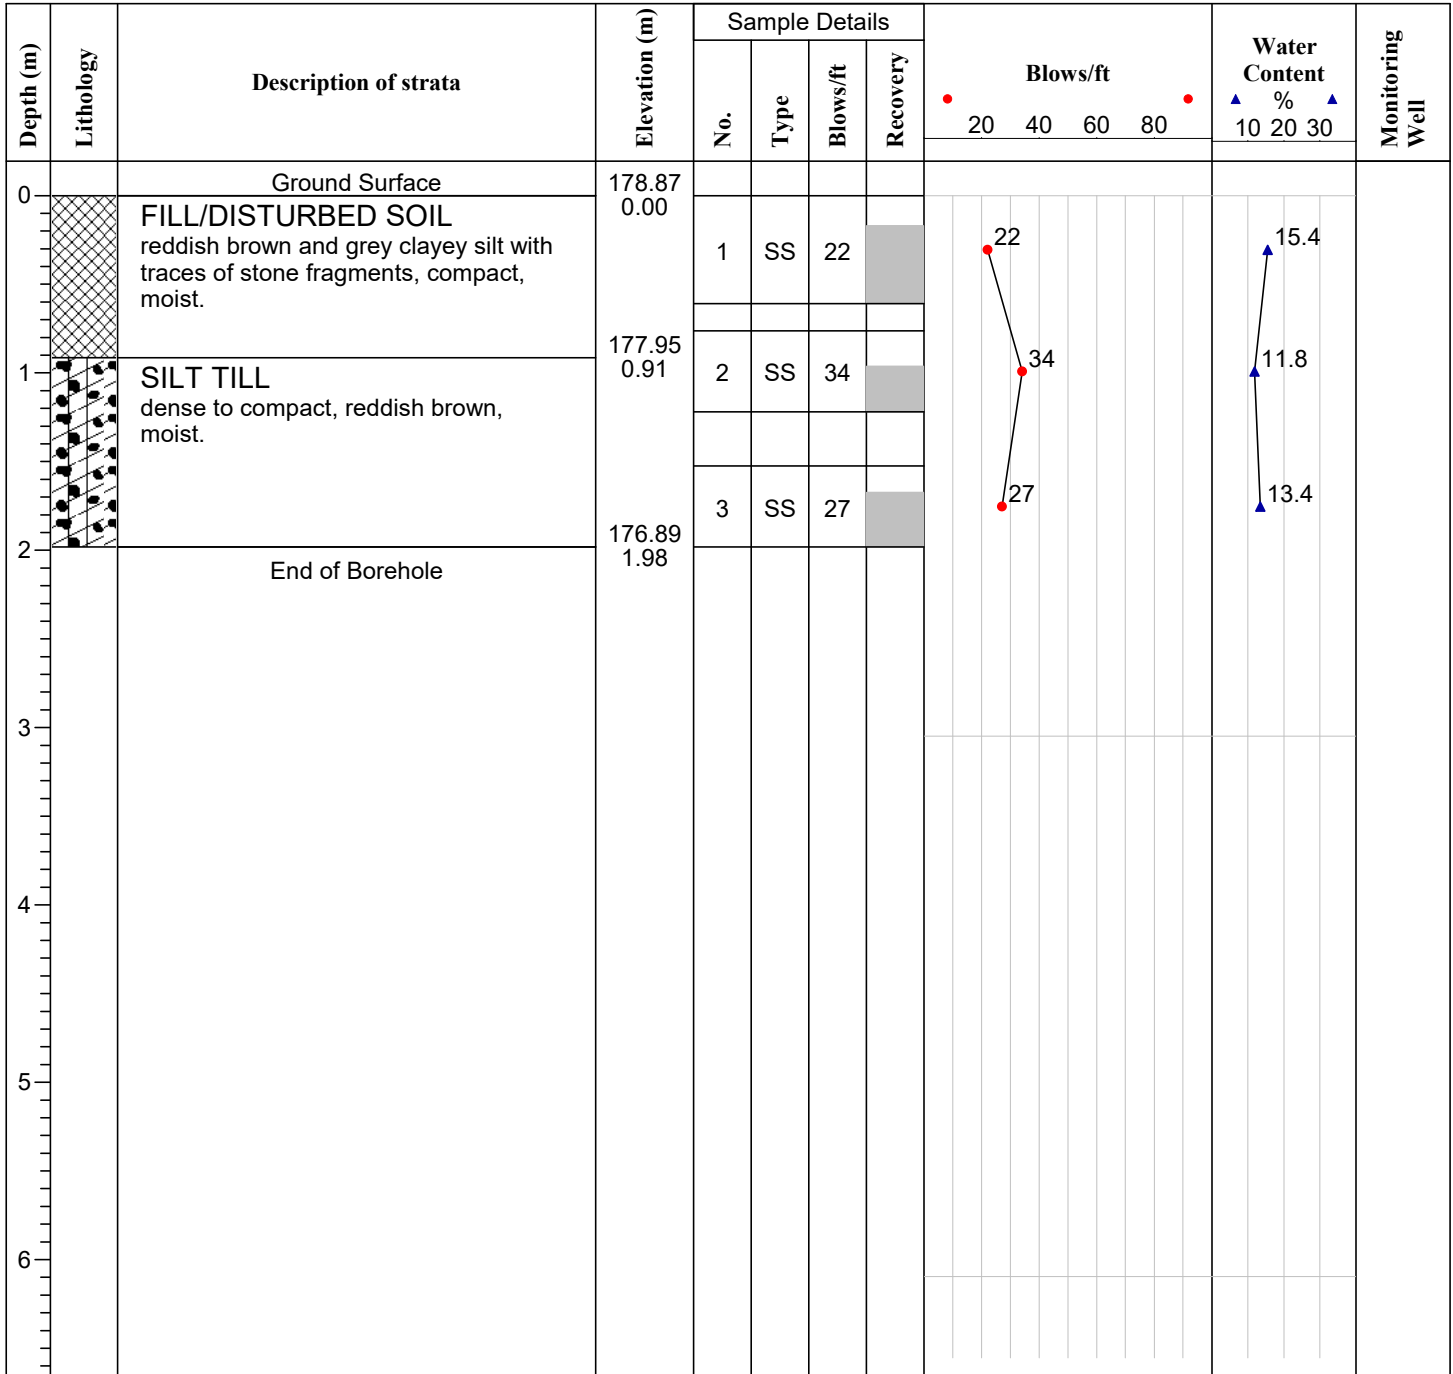 Depth (m)
Lithology
Description of strata
Elevation (m)
Sample Details
No.
Type
Blows/ft
Recovery
Blows/ft
20 40 60 80
Water
Content
%
10 20 30
Monitoring
Well
Ground Surface
178.87
0.00
0
FILL/DISTURBED SOIL
reddish brown and grey clayey silt with
traces of stone fragments, compact,
moist.
1 SS 22
22
15.4
177.95
0.91
1
SILT TILL
dense to compact, reddish brown,
moist.
2 SS 34
34
11.8
3 SS 27
27
13.4
176.89
1.98
2
End of Borehole
3
4
5
6